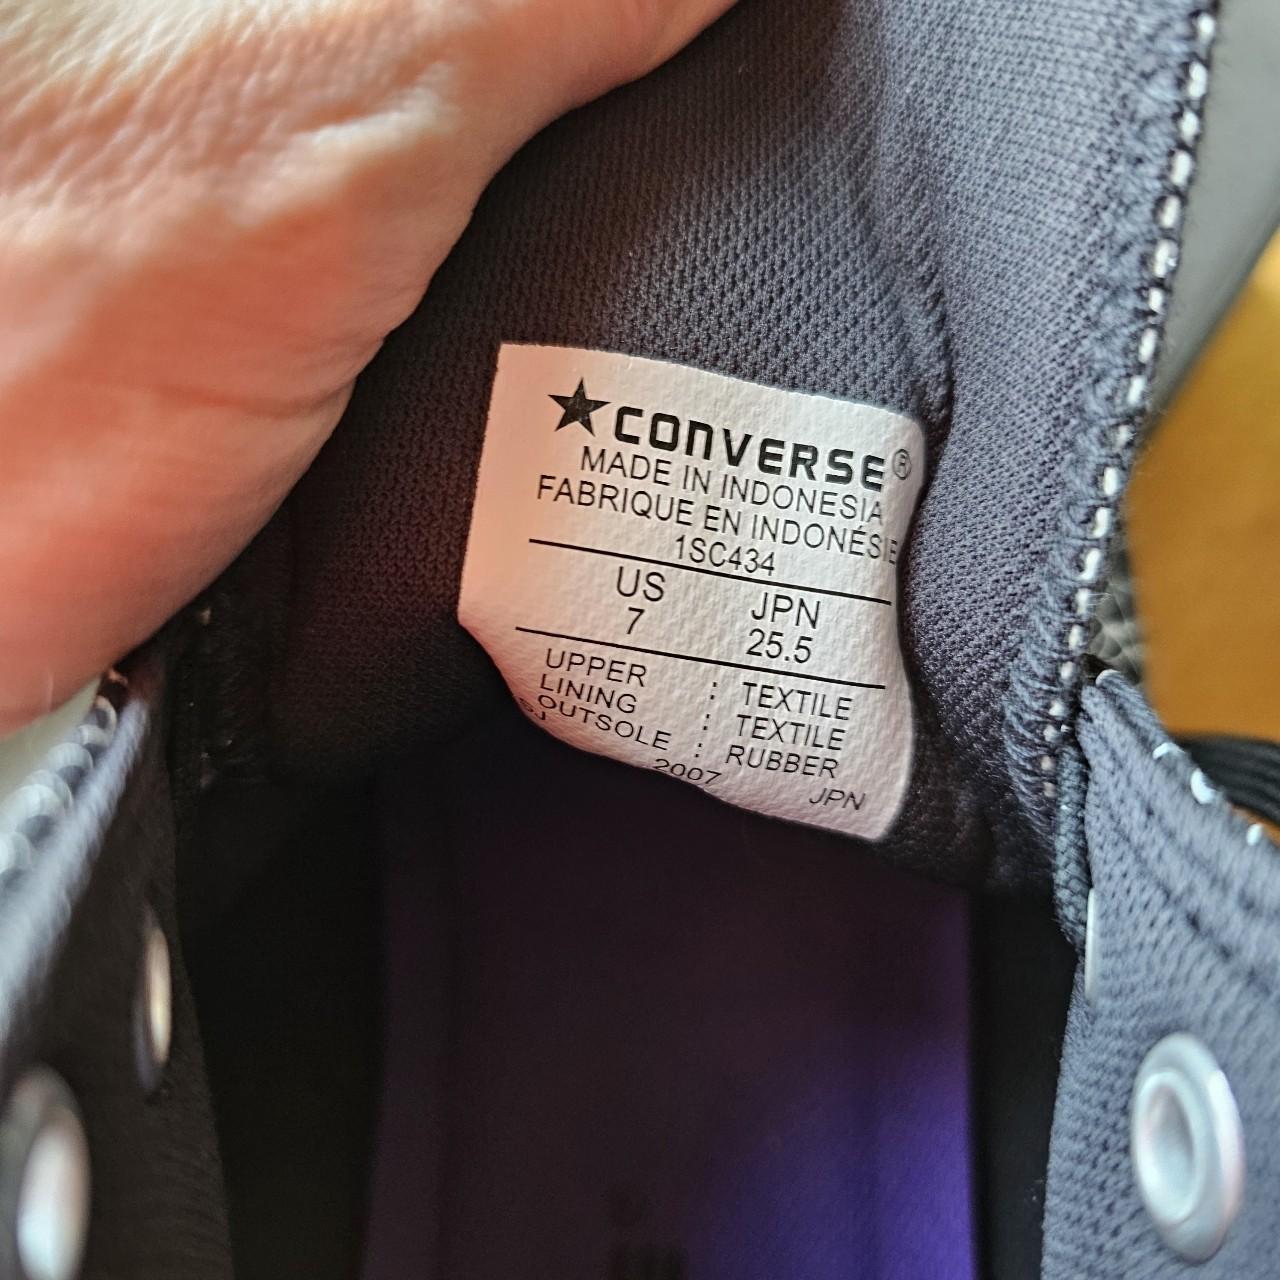 ★CONVERSE®
MADE IN INDONESIA
FABRIQUE EN INDONÉSIE
1SC434
US JPN
7 25.5
UPPER : TEXTILE
LINING : TEXTILE
OUTSOLE : RUBBER
SJ 2007 JPN